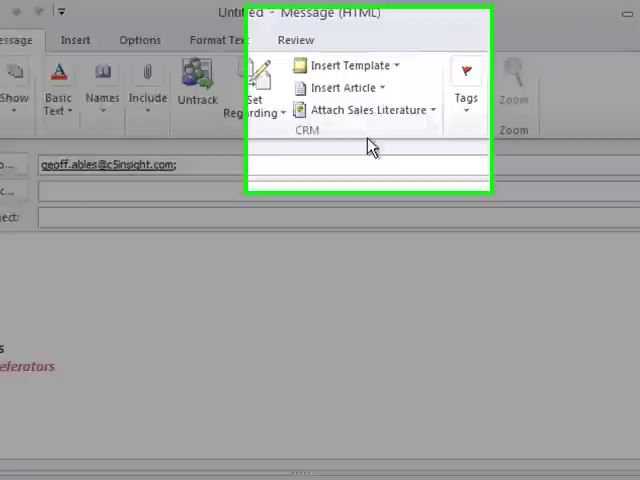 Untitled - Message (HTML)
essage Insert Options Format Text Review
Show Basic Text Names Include Untrack Set Regarding Insert Template Tags Zoom
Insert Article
Attach Sales Literature
CRM Zoom
o... geoff.ables@c5insight.com;
c...
ject:
s
elerators